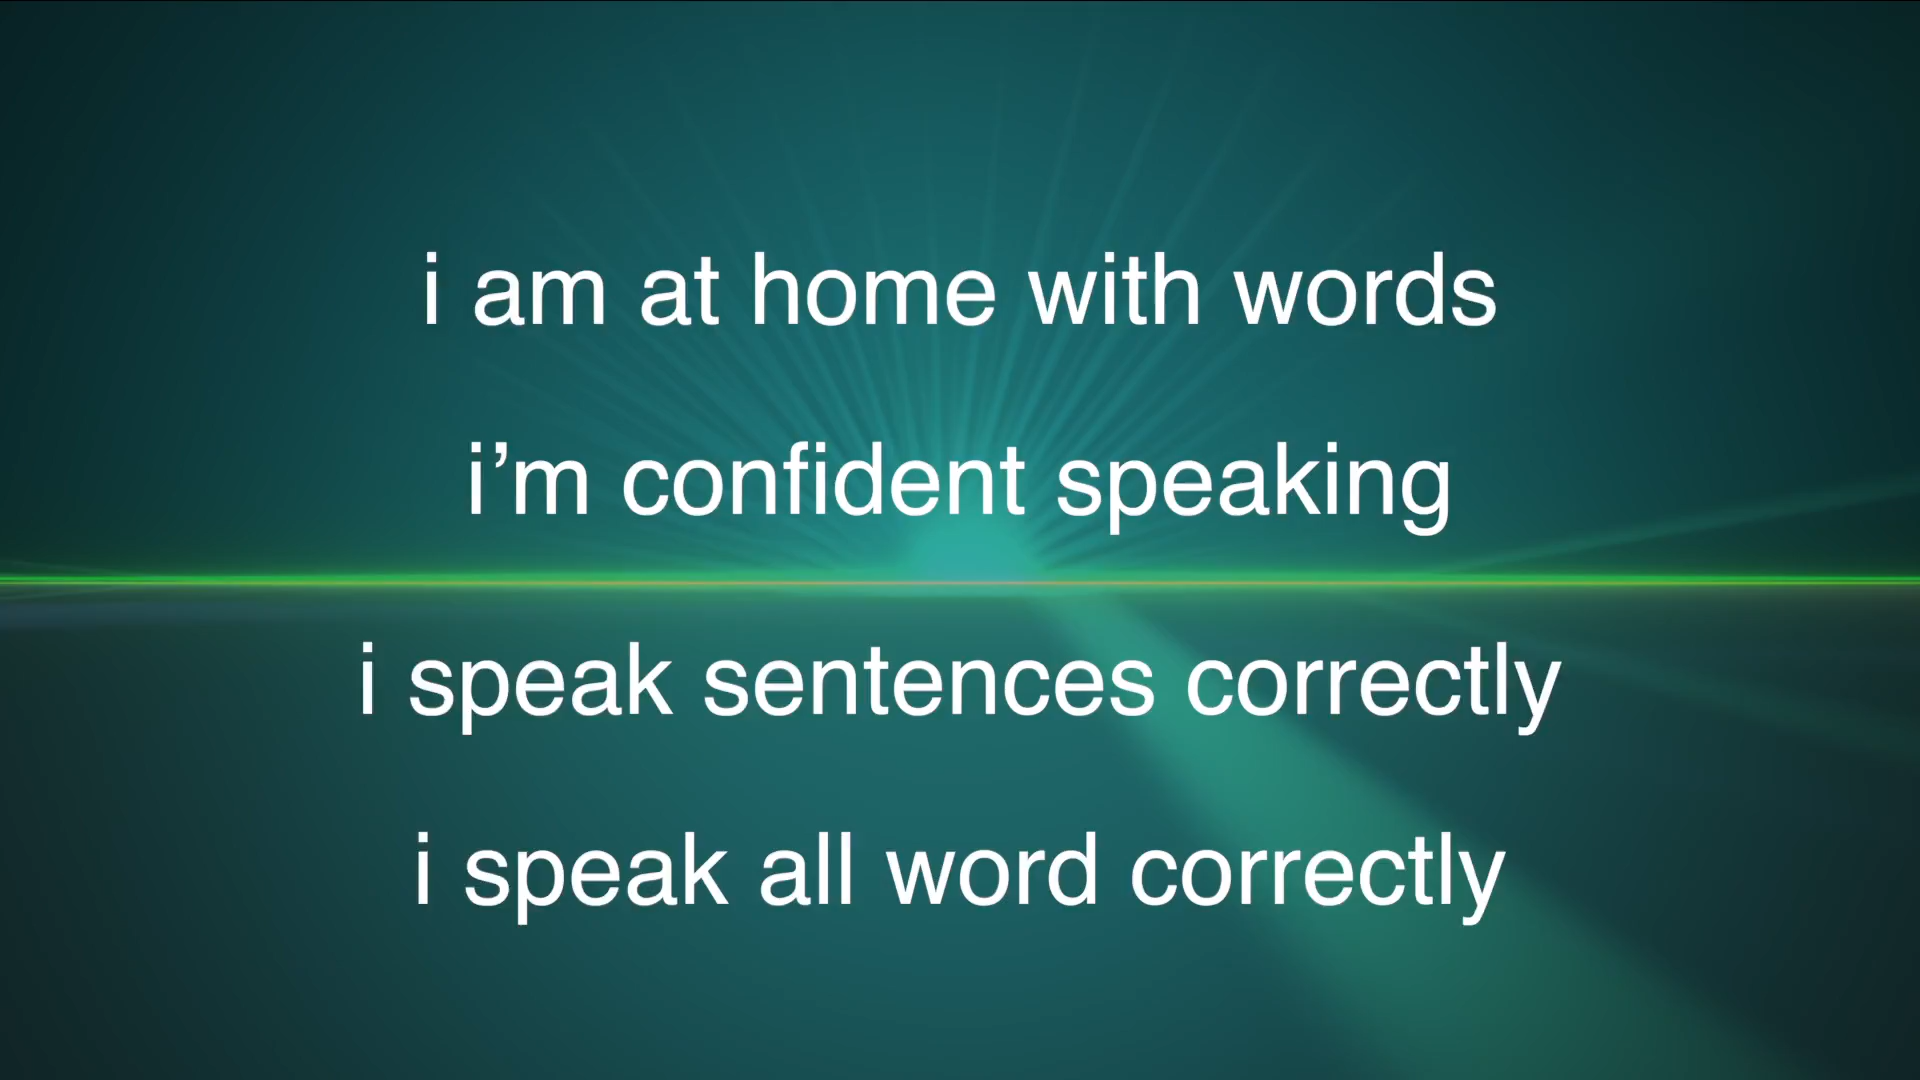 i am at home with words
i’m confident speaking
i speak sentences correctly
i speak all word correctly